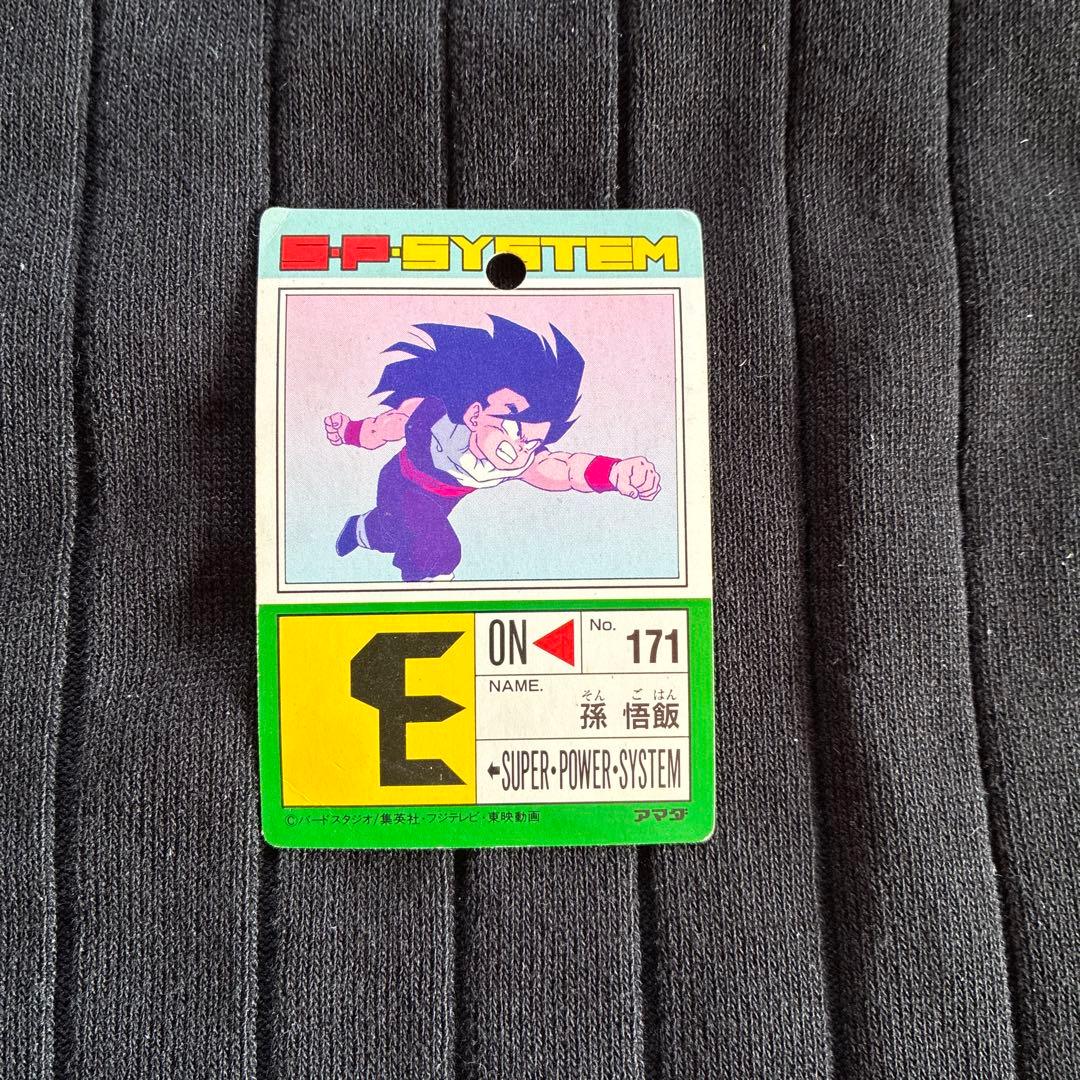 S·P·SYSTEM
ON
No. 171
NAME.
そん ご はん
孫 悟飯
←SUPER·POWER·SYSTEM
©バードスタジオ/集英社・フジテレビ・東映動画
アマダ